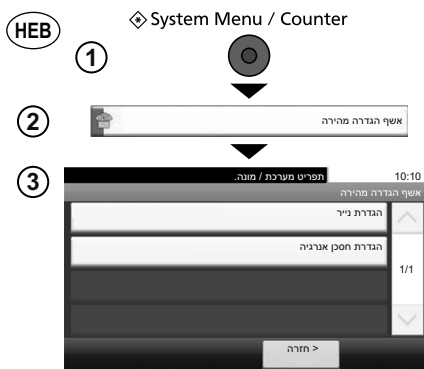 HEB
System Menu / Counter
1
2
אשף הגדרה מהירה
3
תפריט מערכת / מונה.
10:10
אשף הגדרה מהירה
הגדרת נייר
הגדרת חסכן אנרגיה
1/1
< חזרה